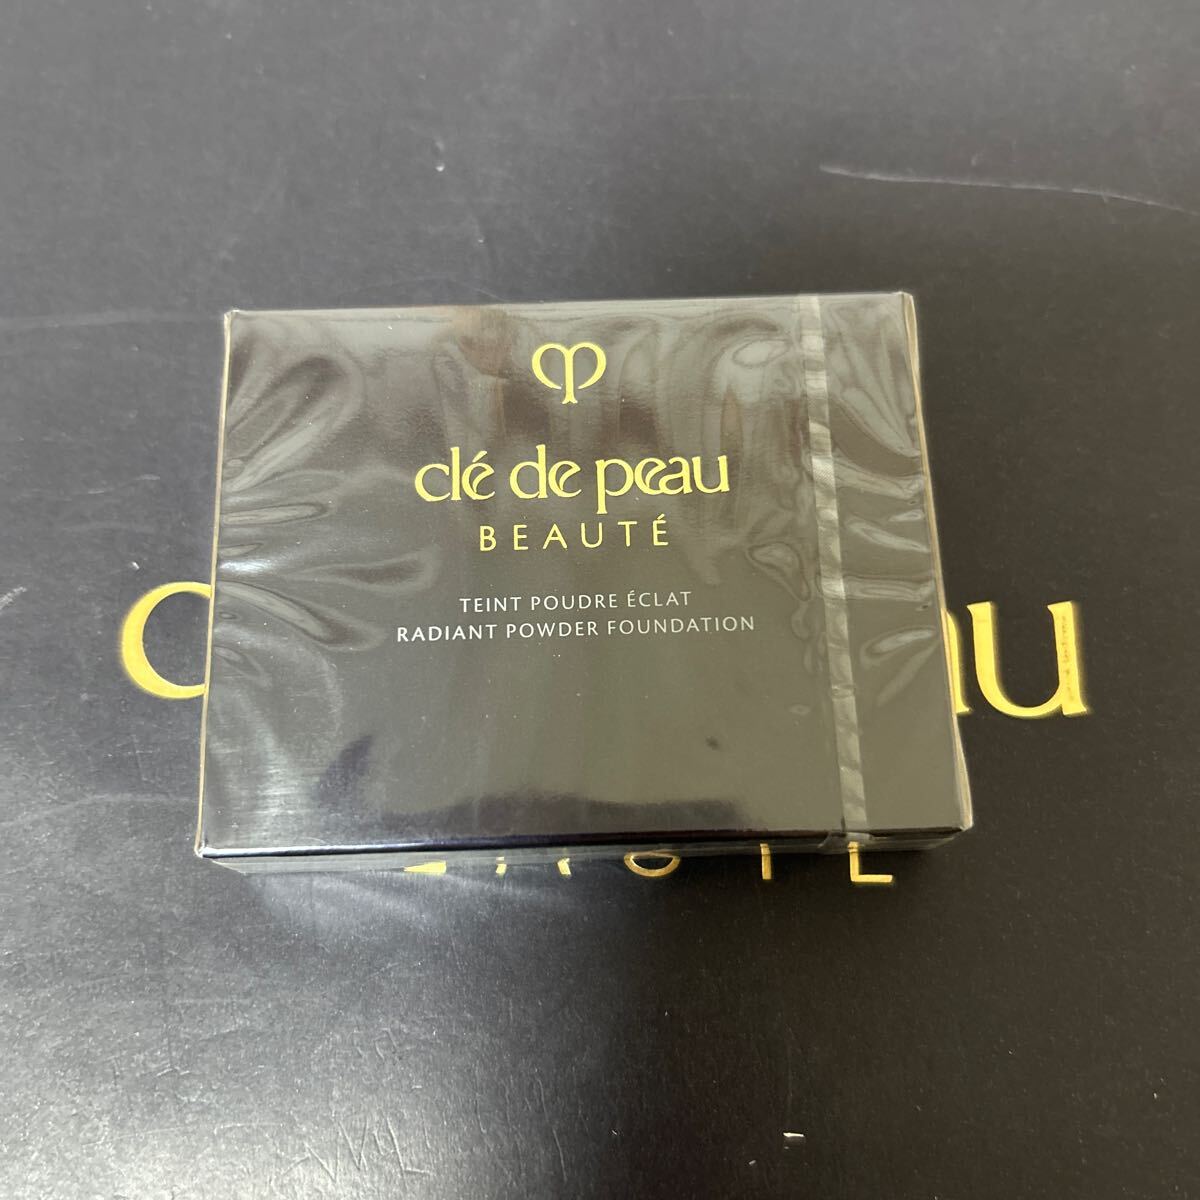 clé de peau
BEAUTÉ
TEINT POUDRE ÉCLAT
RADIANT POWDER FOUNDATION